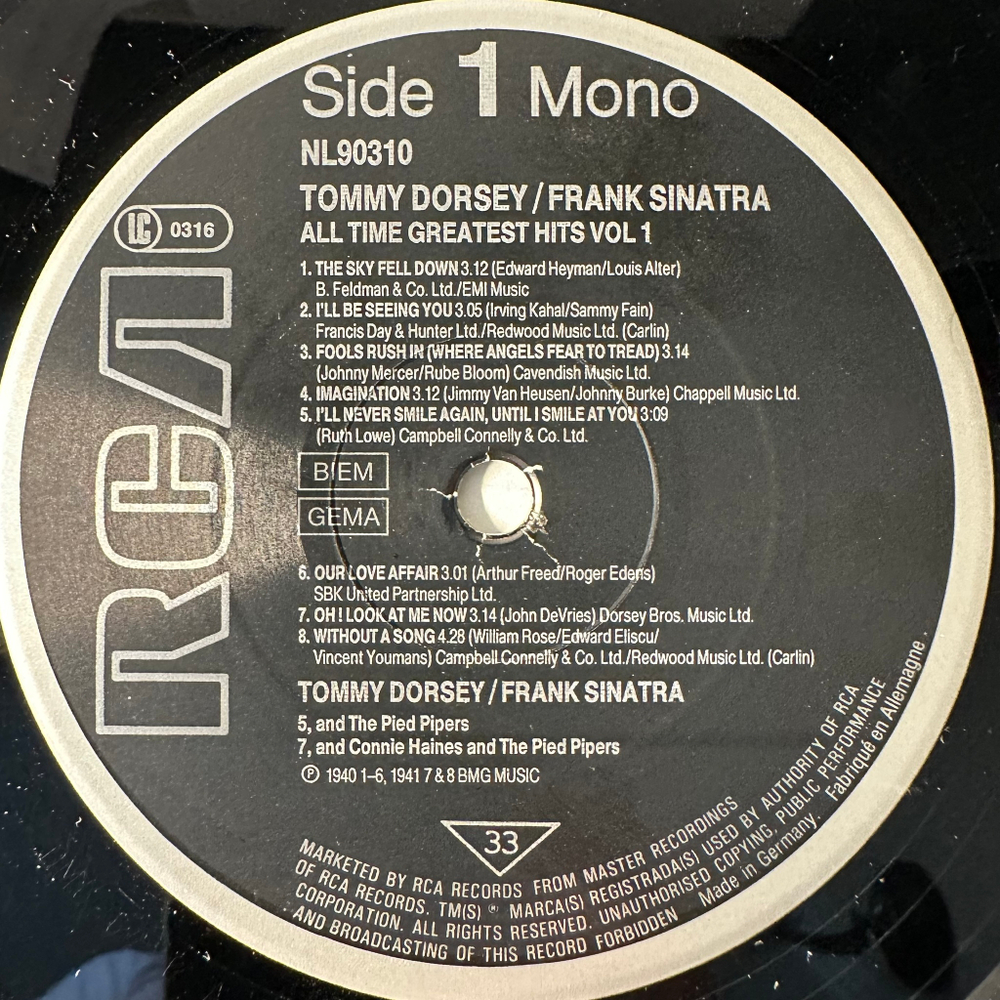 Side 1 Mono
NL90310
TOMMY DORSEY / FRANK SINATRA
ALL TIME GREATEST HITS VOL 1
LC 0316
RCA
1. THE SKY FELL DOWN 3.12 (Edward Heyman/Louis Alter)
B. Feldman & Co. Ltd./EMI Music
2. I'LL BE SEEING YOU 3.05 (Irving Kahal/Sammy Fain)
Francis Day & Hunter Ltd./Redwood Music Ltd. (Carlin)
3. FOOLS RUSH IN (WHERE ANGELS FEAR TO TREAD) 3.14
(Johnny Mercer/Rube Bloom) Cavendish Music Ltd.
4. IMAGINATION 3.12 (Jimmy Van Heusen/Johnny Burke) Chappell Music Ltd.
5. I'LL NEVER SMILE AGAIN, UNTIL I SMILE AT YOU 3:09
(Ruth Lowe) Campbell Connelly & Co. Ltd.
BIEM
GEMA
6. OUR LOVE AFFAIR 3.01 (Arthur Freed/Roger Edens)
SBK United Partnership Ltd.
7. OH! LOOK AT ME NOW 3.14 (John DeVries) Dorsey Bros. Music Ltd.
8. WITHOUT A SONG 4.28 (William Rose/Edward Eliscu/
Vincent Youmans) Campbell Connelly & Co. Ltd./Redwood Music Ltd. (Carlin)
TOMMY DORSEY / FRANK SINATRA
5, and The Pied Pipers
7, and Connie Haines and The Pied Pipers
℗ 1940 1–6, 1941 7 & 8 BMG MUSIC
33
MARKETED BY RCA RECORDS FROM MASTER RECORDINGS
OF RCA RECORDS. TM(S) ® MARCA(S) REGISTRADA(S) USED BY AUTHORITY OF RCA
CORPORATION. ALL RIGHTS RESERVED. UNAUTHORISED COPYING, PUBLIC PERFORMANCE
AND BROADCASTING OF THIS RECORD FORBIDDEN Made in Germany. Fabriqué en Allemagne.